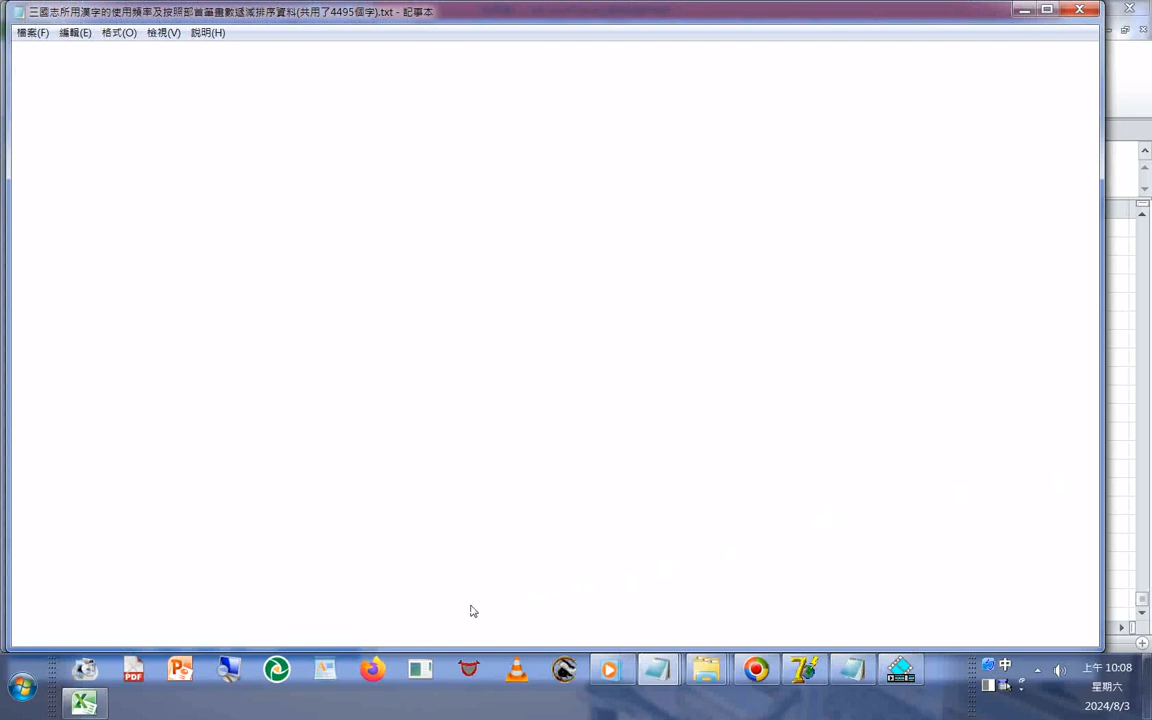 三國志所用漢字的使用頻率及按照部首筆畫數遞減排序資料(共用了4495個字).txt - 記事本
檔案(F) 編輯(E) 格式(O) 檢視(V) 說明(H)
PDF
中
上午 10:08
星期六
2024/8/3